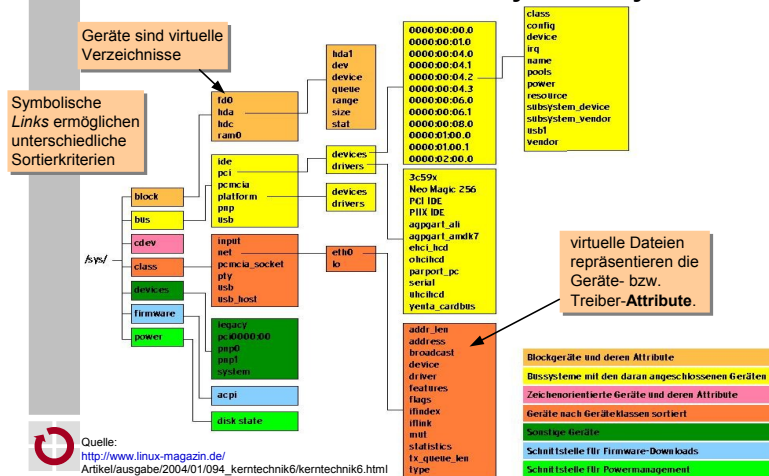 Geräte sind virtuelle
Verzeichnisse
Symbolische
Links ermöglichen
unterschiedliche
Sortierkriterien
/sys/
block
bus
cdev
class
devices
firmware
power
fd0
hda
hdc
ram0
hda1
dev
device
queue
range
size
stat
ide
pci
pcmcia
platform
pnp
usb
devices
drivers
devices
drivers
0000:00:00.0
0000:00:01.0
0000:00:04.0
0000:00:04.1
0000:00:04.2
0000:00:04.3
0000:00:06.0
0000:00:06.1
0000:00:08.0
0000:01:00.0
0000:01:00.1
0000:02:00.0
class
config
device
irq
name
pools
power
resource
subsystem_device
subsystem_vendor
usb1
vendor
3c59x
Neo Magic 256
PCI IDE
PIIX IDE
agpgart_ali
agpgart_amdk7
ehci_hcd
ohcihcd
parport_pc
serial
uhcihcd
yenta_cardbus
input
net
pcmcia_socket
pty
usb
usb_host
eth0
lo
legacy
pci0000:00
pnp0
pnp1
system
acpi
disk state
addr_len
address
broadcast
device
driver
features
flags
ifindex
iflink
mut
statistics
tx_queue_len
type
virtuelle Dateien
repräsentieren die
Geräte- bzw.
Treiber-Attribute.
Blockgeräte und deren Attribute
Bussysteme mit den daran angeschlossenen Geräten
Zeichenorientierte Geräte und deren Attribute
Geräte nach Geräteklassen sortiert
Sonstige Geräte
Schnittstelle für Firmware-Downloads
Schnittstelle für Powermanagement
Quelle:
http://www.linux-magazin.de/
Artikel/ausgabe/2004/01/094_kerntechnik6/kerntechnik6.html